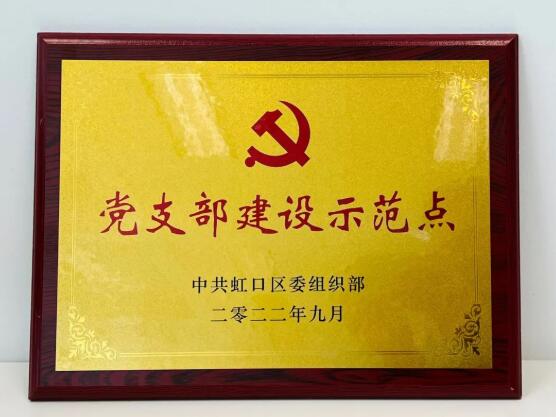 党支部建设示范点
中共虹口区委组织部
二零二二年九月